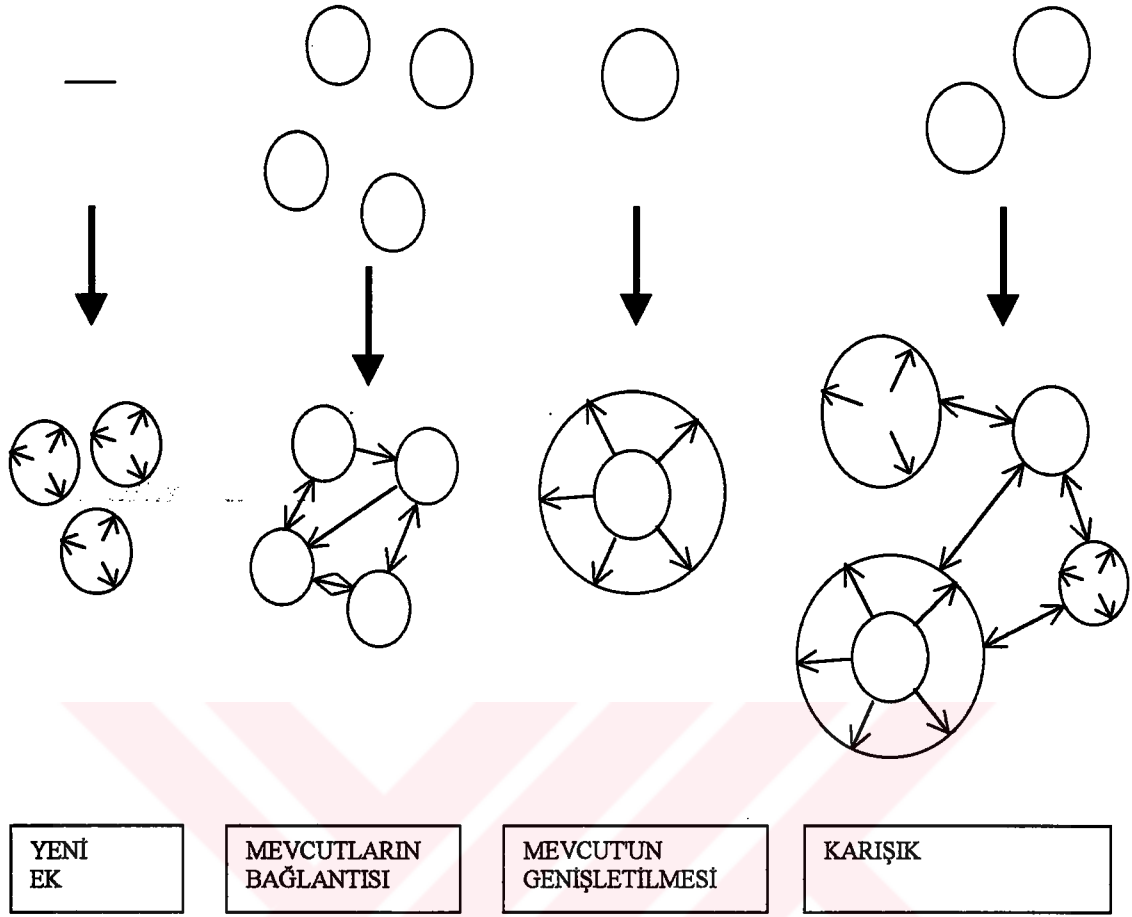 YENİ
EK
MEVCUTLARIN
BAĞLANTISI
MEVCUT'UN
GENİŞLETİLMESİ
KARIŞIK